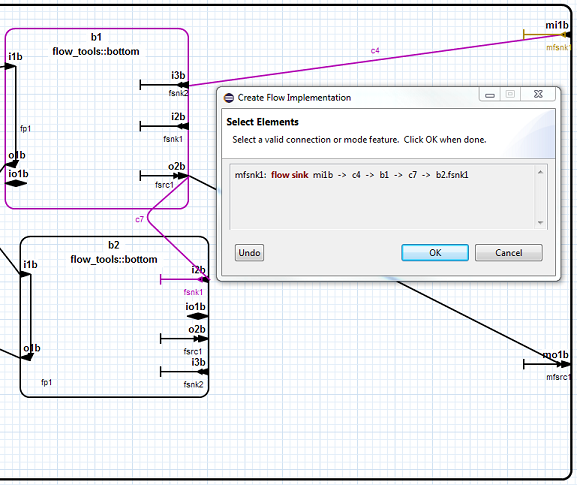 b1
flow_tools::bottom
i1b
fp1
o1b
io1b
i3b
fsnk2
i2b
fsnk1
o2b
fsrc1
c4
mi1b
mfsnk1
c7
Create Flow Implementation
Select Elements
Select a valid connection or mode feature. Click OK when done.
mfsnk1: flow sink mi1b -> c4 -> b1 -> c7 -> b2.fsnk1
Undo
OK
Cancel
b2
flow_tools::bottom
i1b
o1b
fp1
i2b
fsnk1
io1b
o2b
fsrc1
i3b
fsnk2
mo1b
mfsrc1